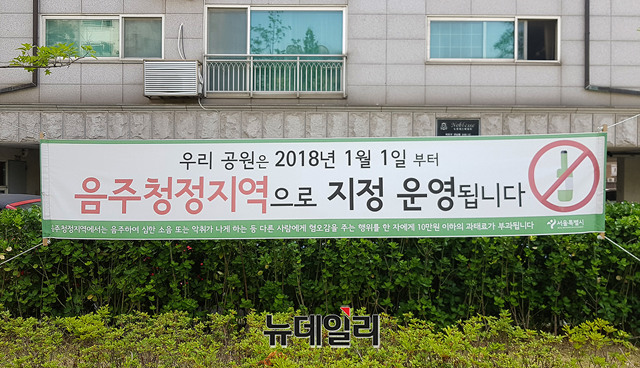 Noblesse
우리 공원은 2018년 1월 1일 부터
음주청정지역으로 지정 운영됩니다
음주청정지역에서는 음주하여 심한 소음 또는 악취가 나게 하는 등 다른 사람에게 혐오감을 주는 행위를 한 자에게 10만원 이하의 과태료가 부과됩니다
서울특별시
뉴데일리